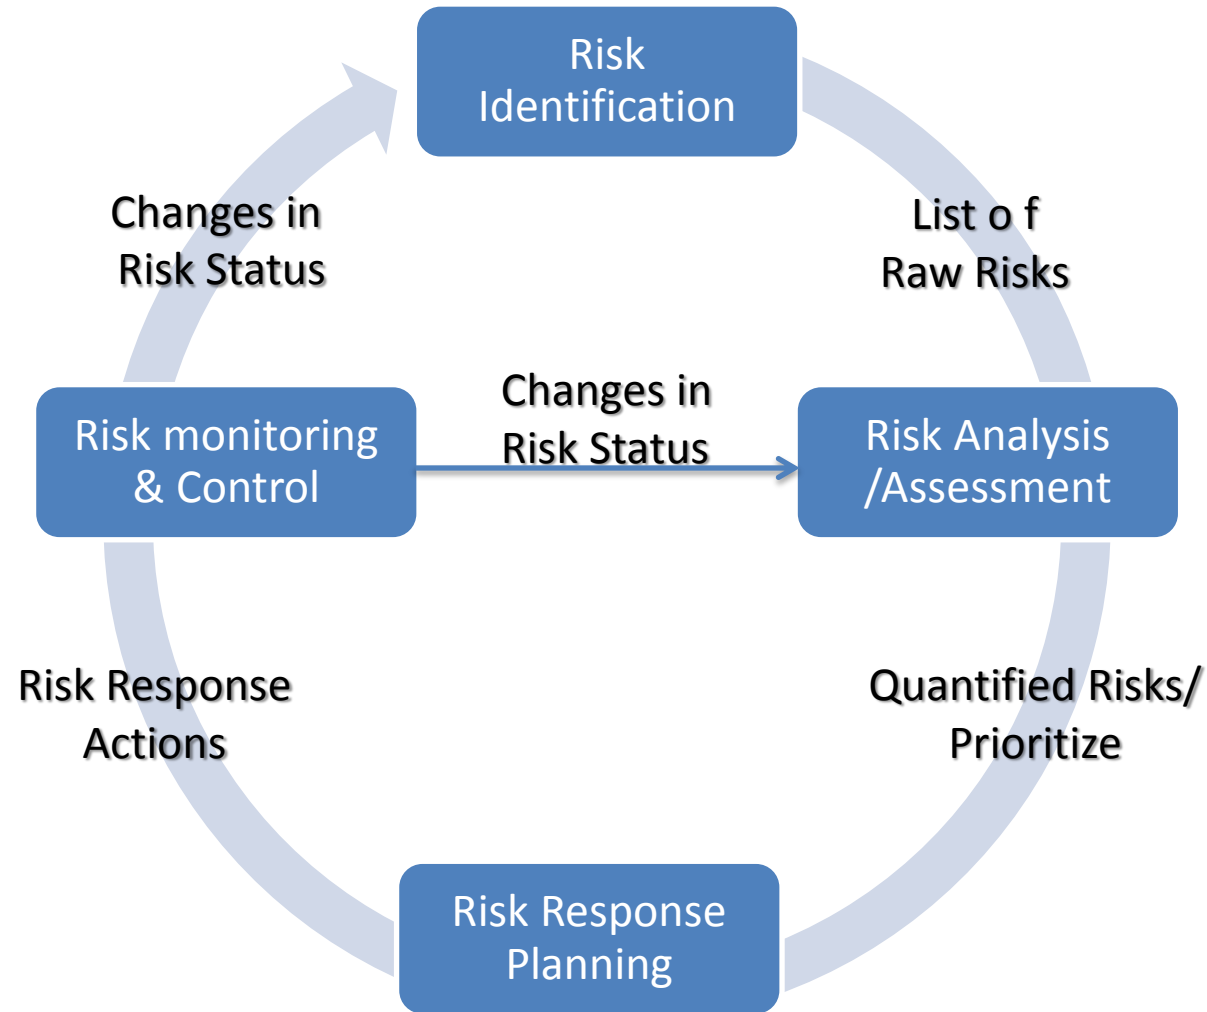 Risk
Identification
Changes in
Risk Status
List o f
Raw Risks
Changes in
Risk Status
Risk monitoring
& Control
Risk Analysis
/Assessment
Risk Response
Actions
Quantified Risks/
Prioritize
Risk Response
Planning